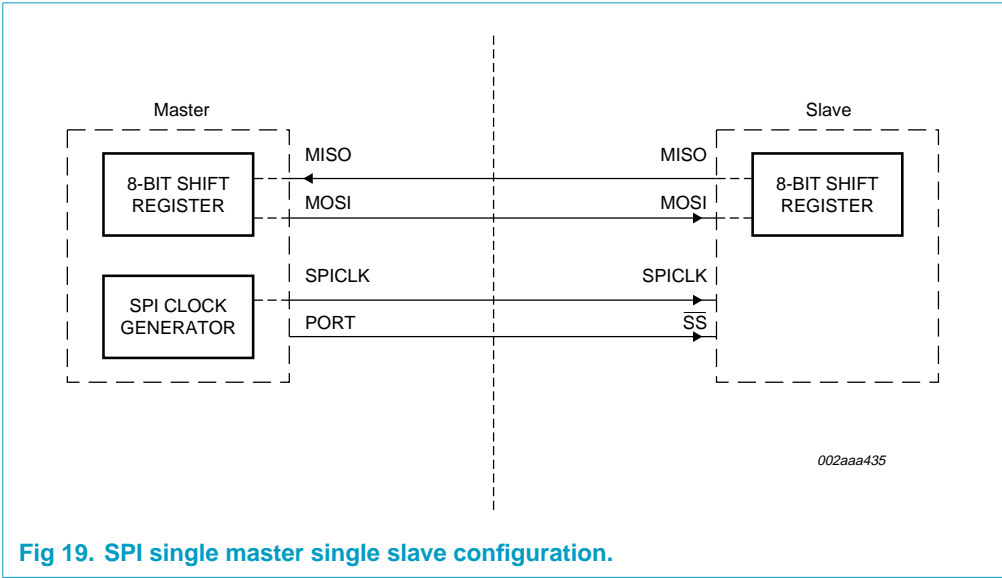 Master
Slave
8-BIT SHIFT
REGISTER
MISO
MISO
MOSI
MOSI
8-BIT SHIFT
REGISTER
SPI CLOCK
GENERATOR
SPICLK
SPICLK
PORT
S̅S̅
002aaa435
Fig 19. SPI single master single slave configuration.